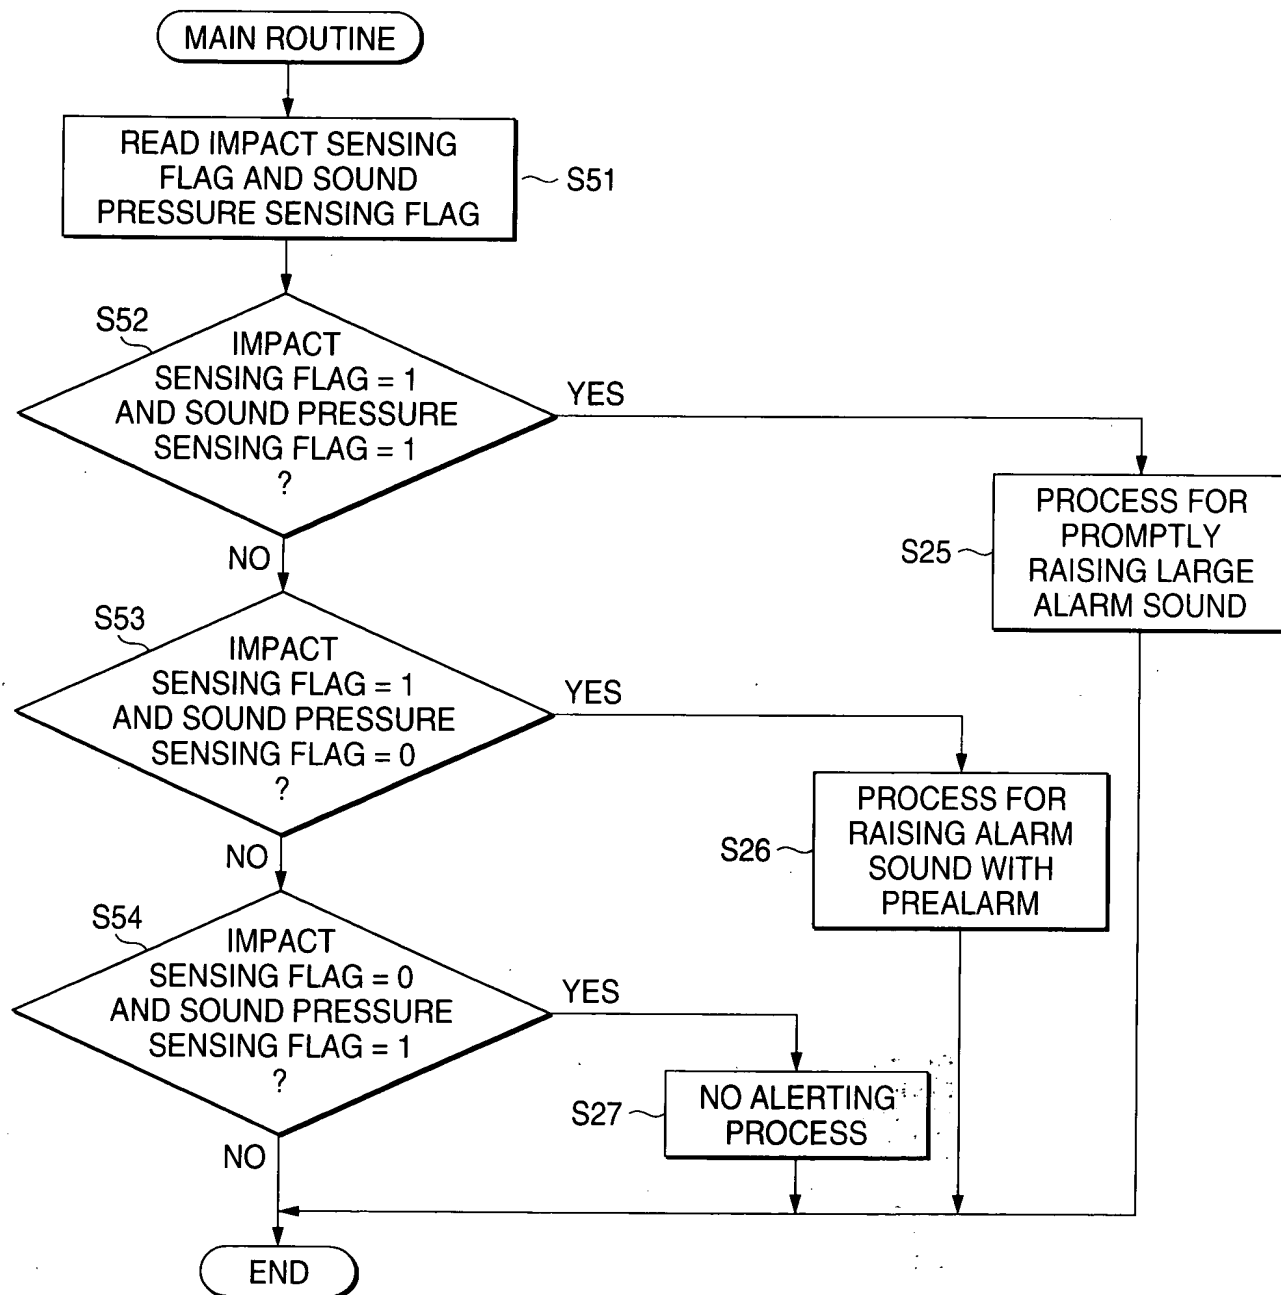 MAIN ROUTINE
READ IMPACT SENSING
FLAG AND SOUND
PRESSURE SENSING FLAG
S51
S52
IMPACT
SENSING FLAG = 1
AND SOUND PRESSURE
SENSING FLAG = 1
?
YES
NO
S25
PROCESS FOR
PROMPTLY
RAISING LARGE
ALARM SOUND
S53
IMPACT
SENSING FLAG = 1
AND SOUND PRESSURE
SENSING FLAG = 0
?
YES
NO
S26
PROCESS FOR
RAISING ALARM
SOUND WITH
PREALARM
S54
IMPACT
SENSING FLAG = 0
AND SOUND PRESSURE
SENSING FLAG = 1
?
YES
NO
S27
NO ALERTING
PROCESS
END